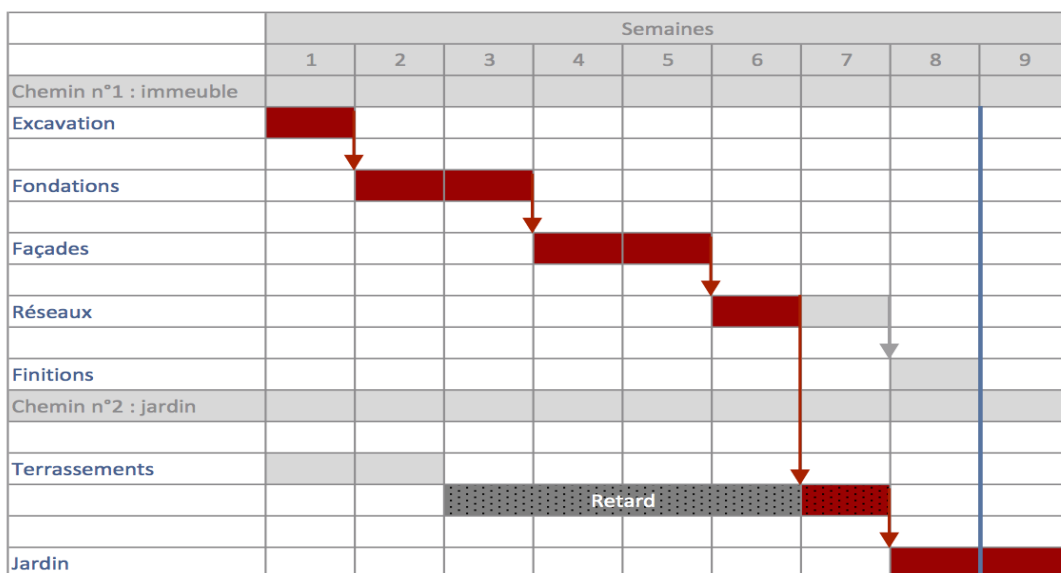 Semaines
1 2 3 4 5 6 7 8 9
Chemin n°1 : immeuble
Excavation
Fondations
Façades
Réseaux
Finitions
Chemin n°2 : jardin
Terrassements
Retard
Jardin